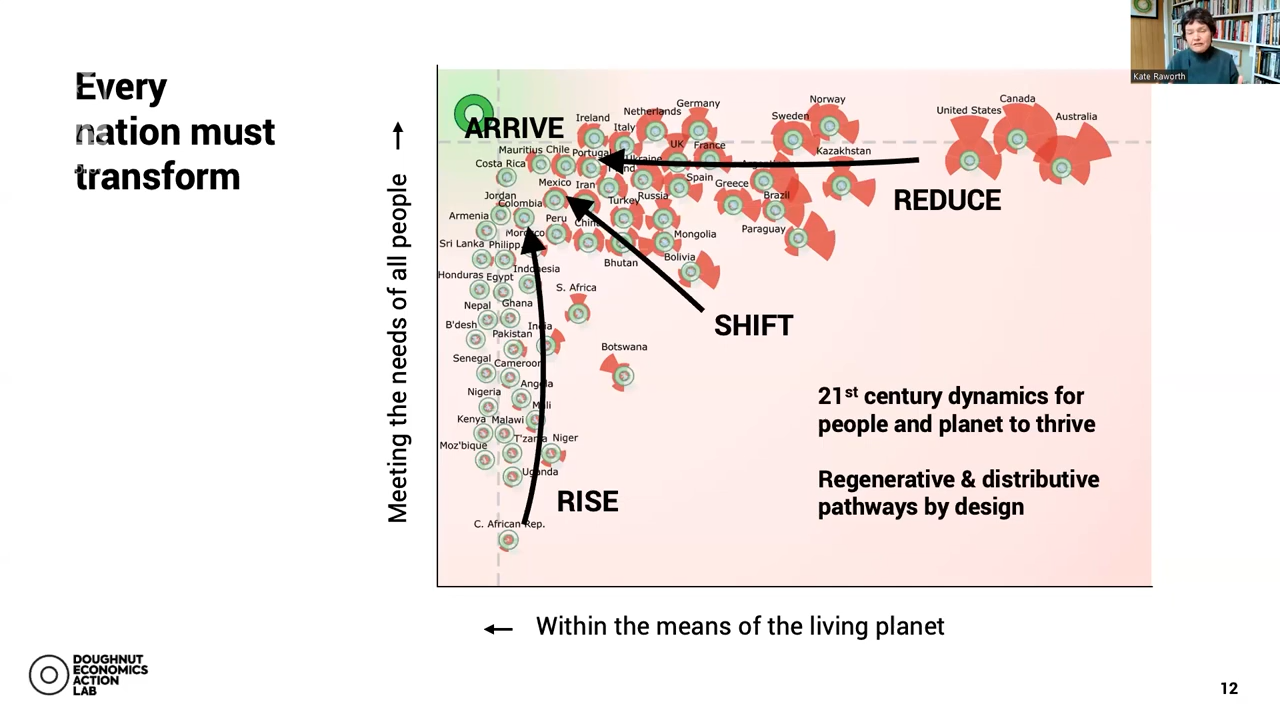 Every
nation must
transform
Kate Raworth
Meeting the needs of all people
ARRIVE
Ireland
Netherlands
Germany
Italy
UK
France
Sweden
Norway
Kazakhstan
United States
Canada
Australia
REDUCE
Mauritius
Chile
Portugal
Costa Rica
Mexico
Iran
Spain
Russia
Greece
Brazil
Paraguay
Jordan
Colombia
Turkey
Armenia
Peru
Mongolia
Sri Lanka
Philipp.
Bhutan
Bolivia
SHIFT
Honduras
Egypt
Indonesia
S. Africa
Nepal
Ghana
B'desh
Pakistan
India
Botswana
Senegal
Cameroon
Angola
Nigeria
Mali
Kenya
Malawi
T'zania
Niger
Moz'bique
Uganda
RISE
C. African Rep.
21st century dynamics for
people and planet to thrive
Regenerative & distributive
pathways by design
← Within the means of the living planet
DOUGHNUT
ECONOMICS
ACTION
LAB
12